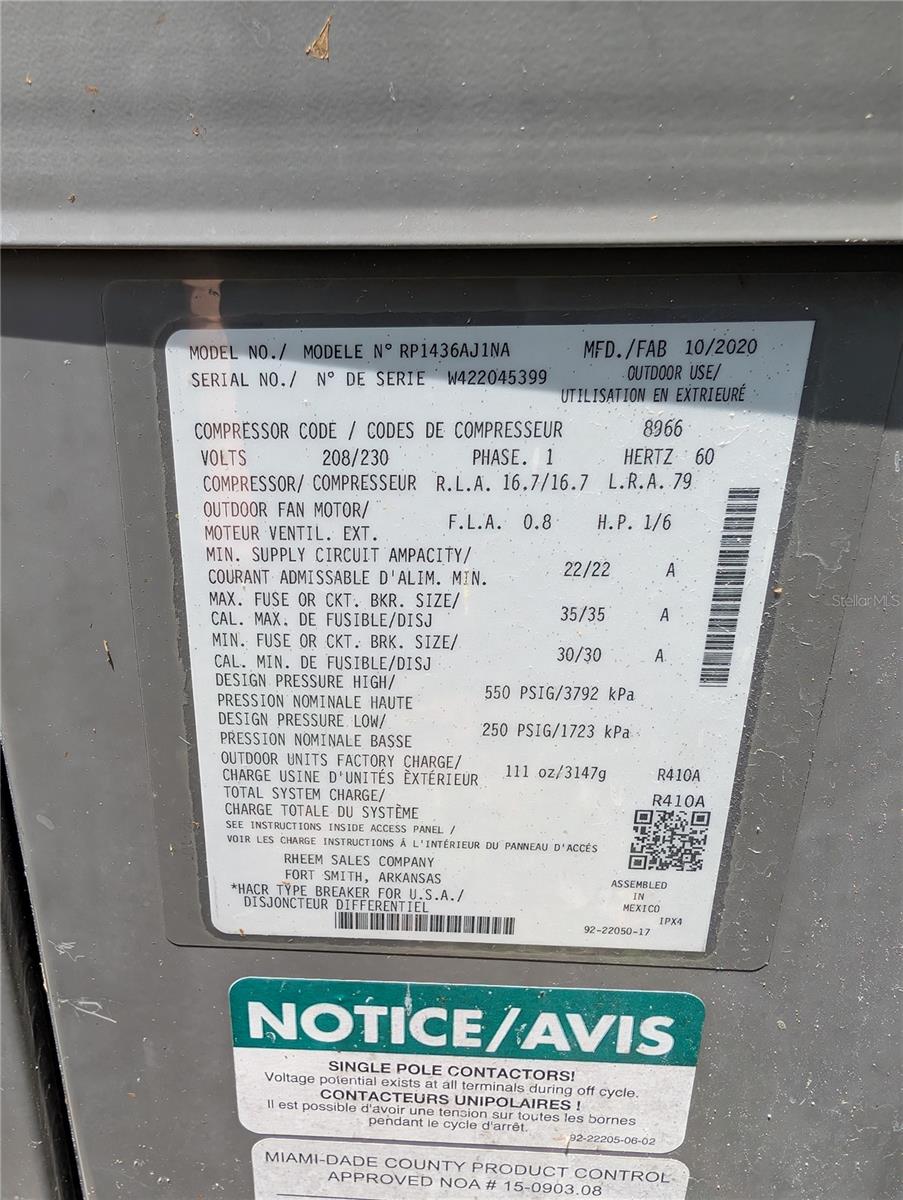 MODEL NO./ MODELE N° RP1436AJ1NA MFD./FAB 10/2020
SERIAL NO./ N° DE SERIE W422045399 OUTDOOR USE/
UTILISATION EN EXTRIEURÉ
COMPRESSOR CODE / CODES DE COMPRESSEUR 8966
VOLTS 208/230 PHASE. 1 HERTZ 60
COMPRESSOR/ COMPRESSEUR R.L.A. 16.7/16.7 L.R.A. 79
OUTDOOR FAN MOTOR/
MOTEUR VENTIL. EXT. F.L.A. 0.8 H.P. 1/6
MIN. SUPPLY CIRCUIT AMPACITY/
COURANT ADMISSABLE D'ALIM. MIN. 22/22 A
MAX. FUSE OR CKT. BKR. SIZE/
CAL. MAX. DE FUSIBLE/DISJ 35/35 A
MIN. FUSE OR CKT. BRK. SIZE/
CAL. MIN. DE FUSIBLE/DISJ 30/30 A
DESIGN PRESSURE HIGH/
PRESSION NOMINALE HAUTE 550 PSIG/3792 kPa
DESIGN PRESSURE LOW/
PRESSION NOMINALE BASSE 250 PSIG/1723 kPa
OUTDOOR UNITS FACTORY CHARGE/
CHARGE USINE D'UNITÉS ÈXTÉRIEUR 111 oz/3147g R410A
TOTAL SYSTEM CHARGE/
CHARGE TOTALE DU SYSTÈME R410A
SEE INSTRUCTIONS INSIDE ACCESS PANEL /
VOIR LES CHARGE INSTRUCTIONS À L'INTÉRIEUR DU PANNEAU D'ACCÉS
RHEEM SALES COMPANY
FORT SMITH, ARKANSAS
*HACR TYPE BREAKER FOR U.S.A./
DISJONCTEUR DIFFERENTIEL
ASSEMBLED
IN
MEXICO
IPX4
92-22050-17
StellarMLS
NOTICE/AVIS
SINGLE POLE CONTACTORS!
Voltage potential exists at all terminals during off cycle.
CONTACTEURS UNIPOLAIRES !
Il est possible d'avoir une tension sur toutes les bornes
pendant le cycle d'arrêt.
92-22205-06-02
MIAMI-DADE COUNTY PRODUCT CONTROL
APPROVED NOA # 15-0903.08